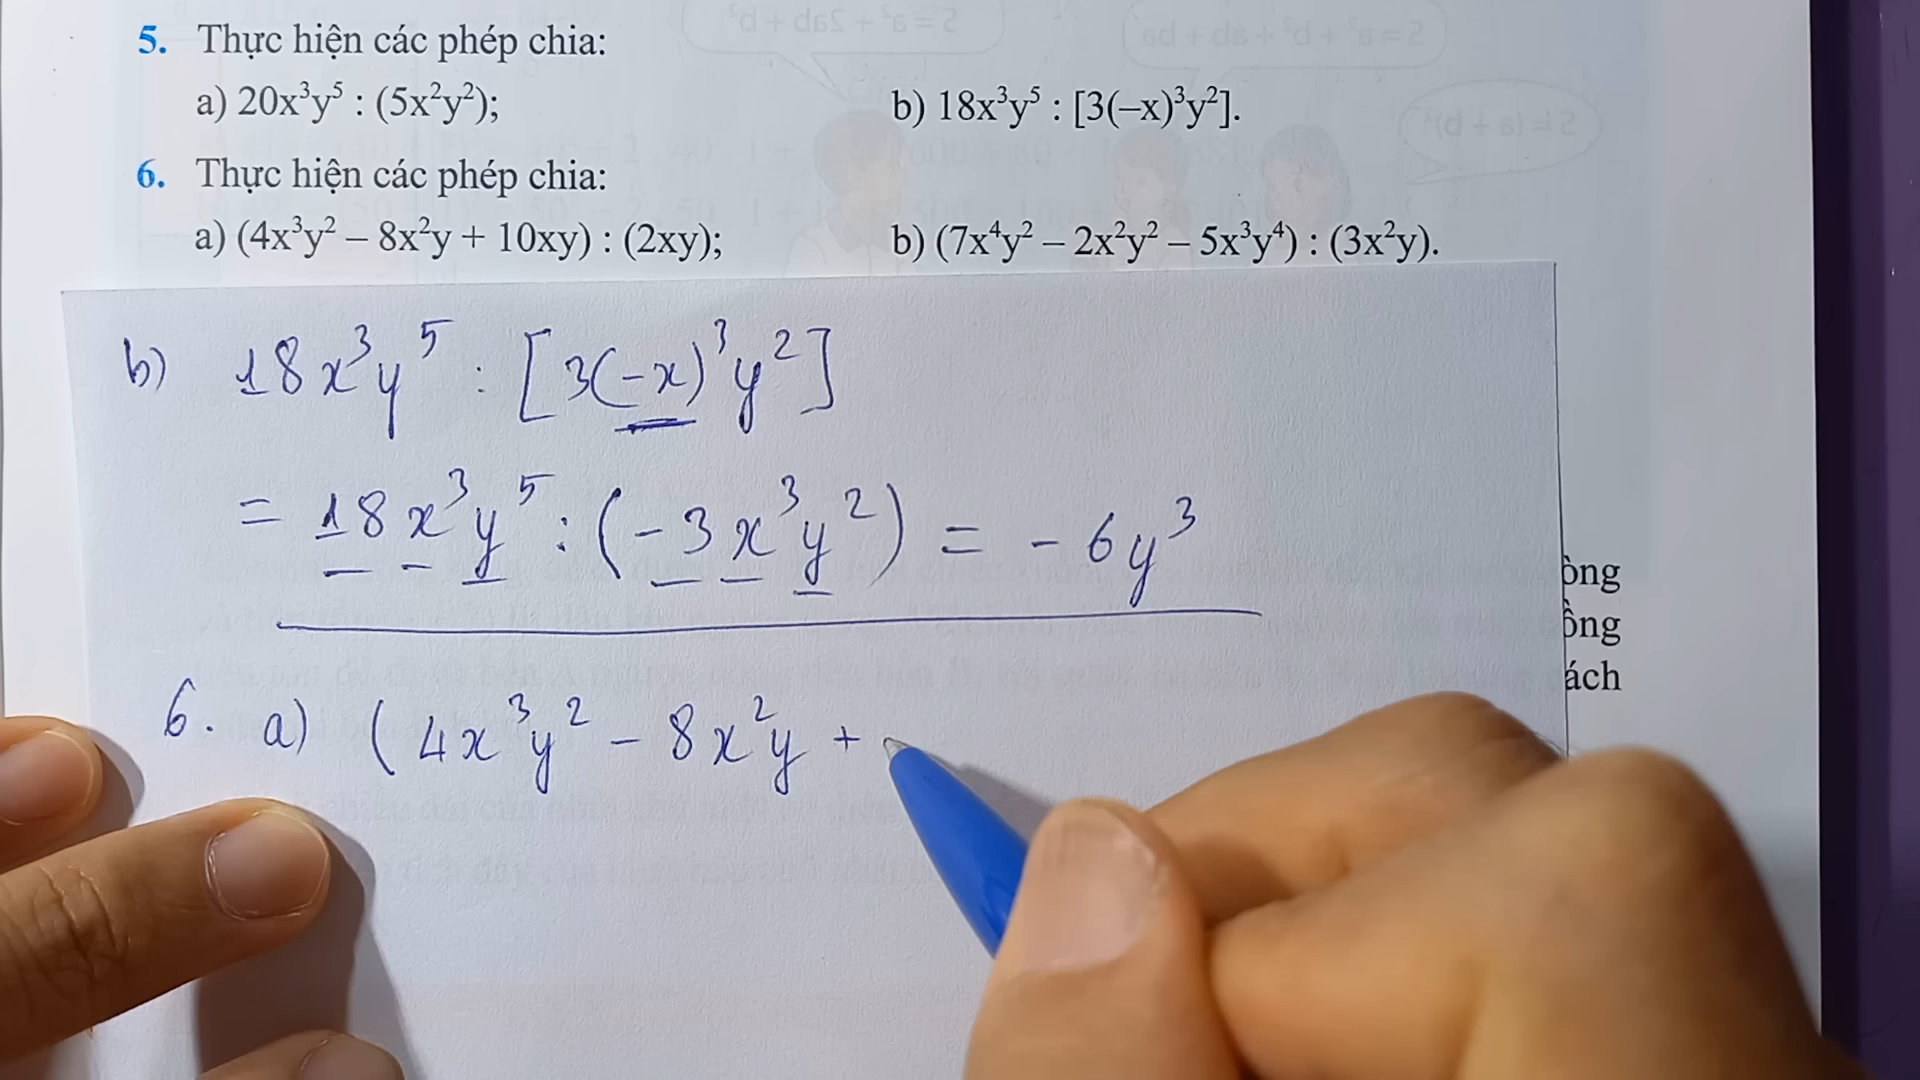 5. Thực hiện các phép chia:
a) 20x³y⁵ : (5x²y²); b) 18x³y⁵ : [3(–x)³y²].
6. Thực hiện các phép chia:
a) (4x³y² – 8x²y + 10xy) : (2xy); b) (7x⁴y² – 2x²y² – 5x³y⁴) : (3x²y).
b) 18x³y⁵ : [3(-x)³y²]
= 18x³y⁵ : (-3x³y²) = -6y³
òng
ồng
ách
6. a) (4x³y² - 8x²y +